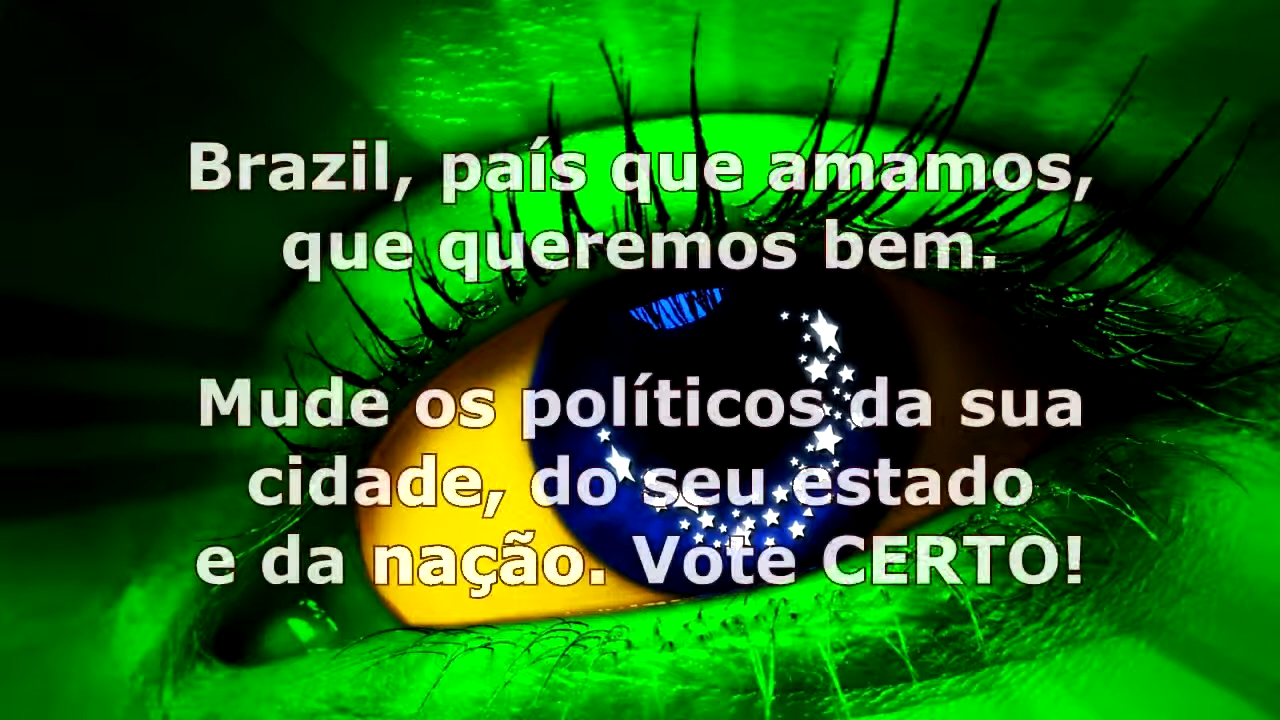 Brazil, país que amamos,
que queremos bem.
Mude os políticos da sua
cidade, do seu estado
e da nação. Vote CERTO!